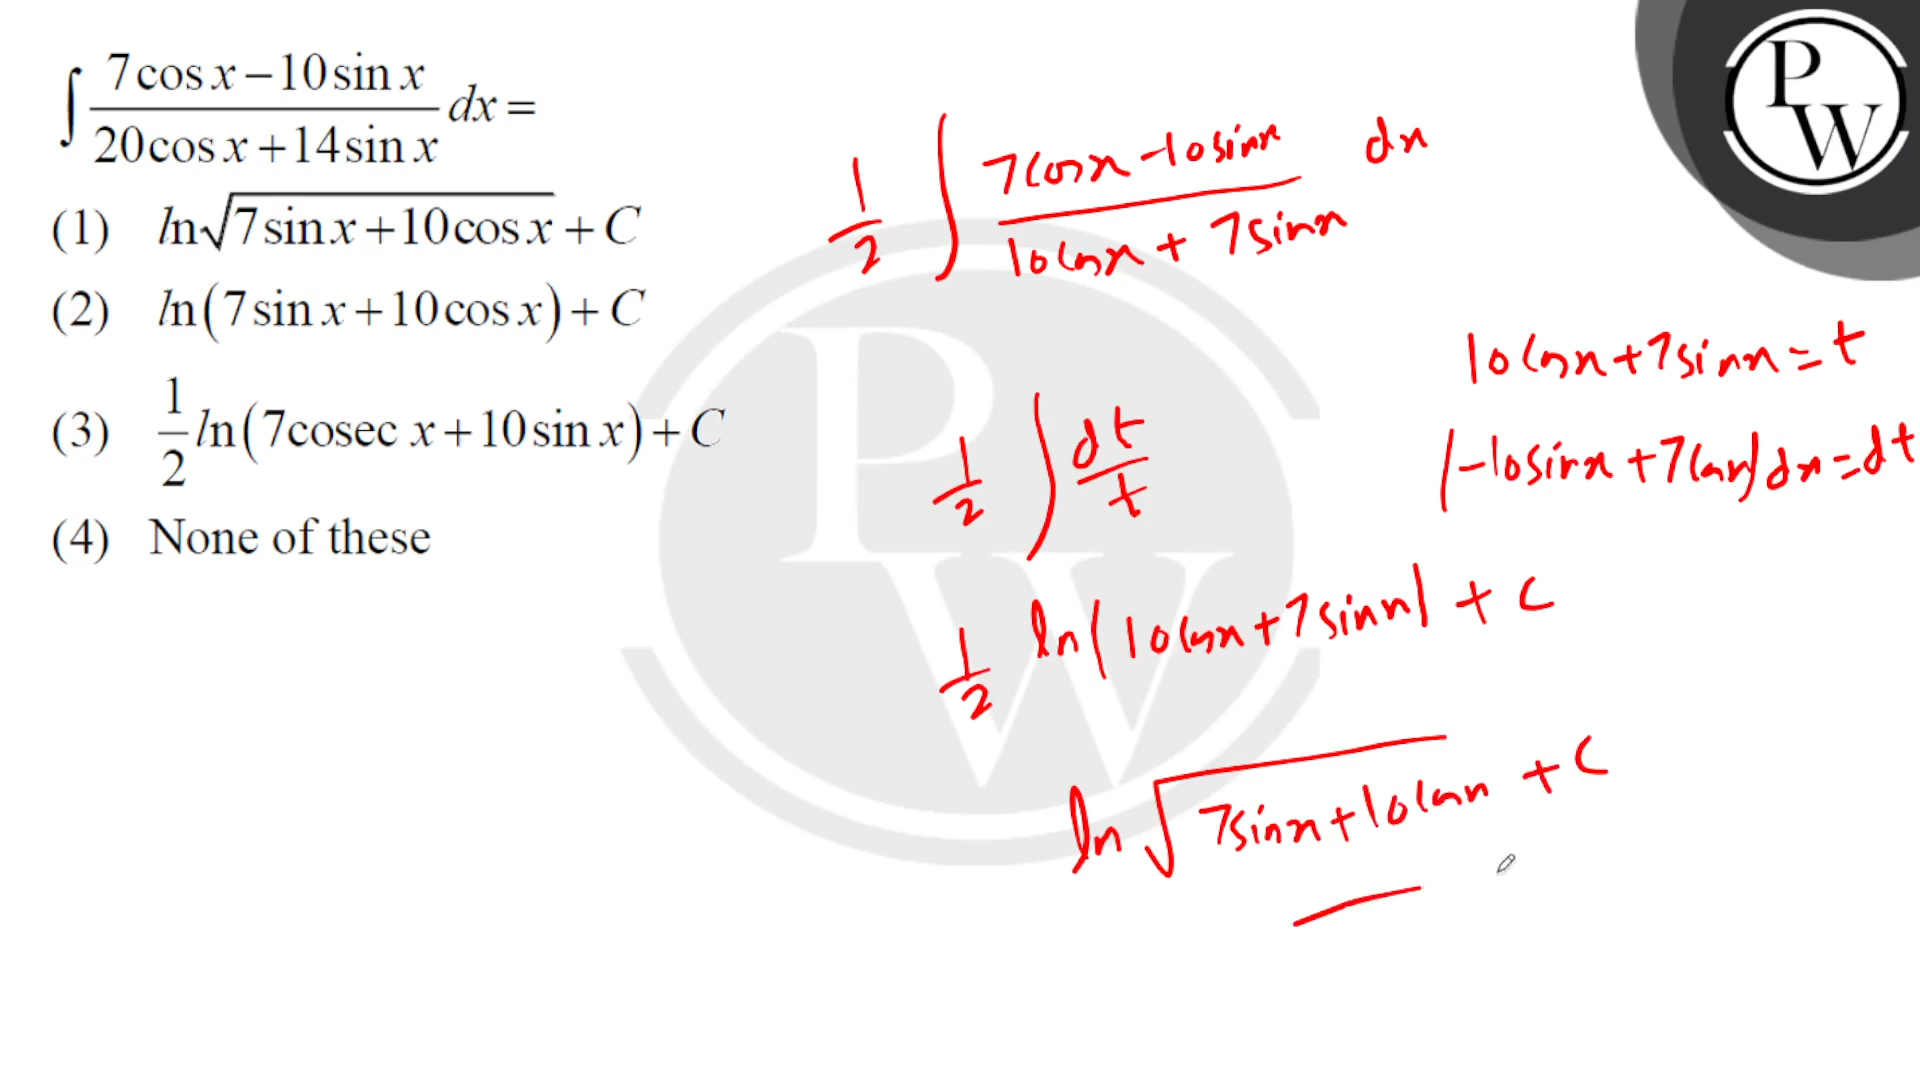 ∫ (7cos x − 10sin x)/(20cos x + 14sin x) dx =
(1) ln√(7sin x + 10cos x) + C
(2) ln(7sin x + 10cos x) + C
(3) 1/2 ln(7cosec x + 10sin x) + C
(4) None of these
1/2 ∫ (7cosx − 10sinx)/(10cosx + 7sinx) dx
10cosx + 7sinx = t
(−10sinx + 7cosx)dx = dt
1/2 ∫ dt/t
1/2 ln(10cosx + 7sinx) + C
ln√(7sinx + 10cosx) + C
PW
PW